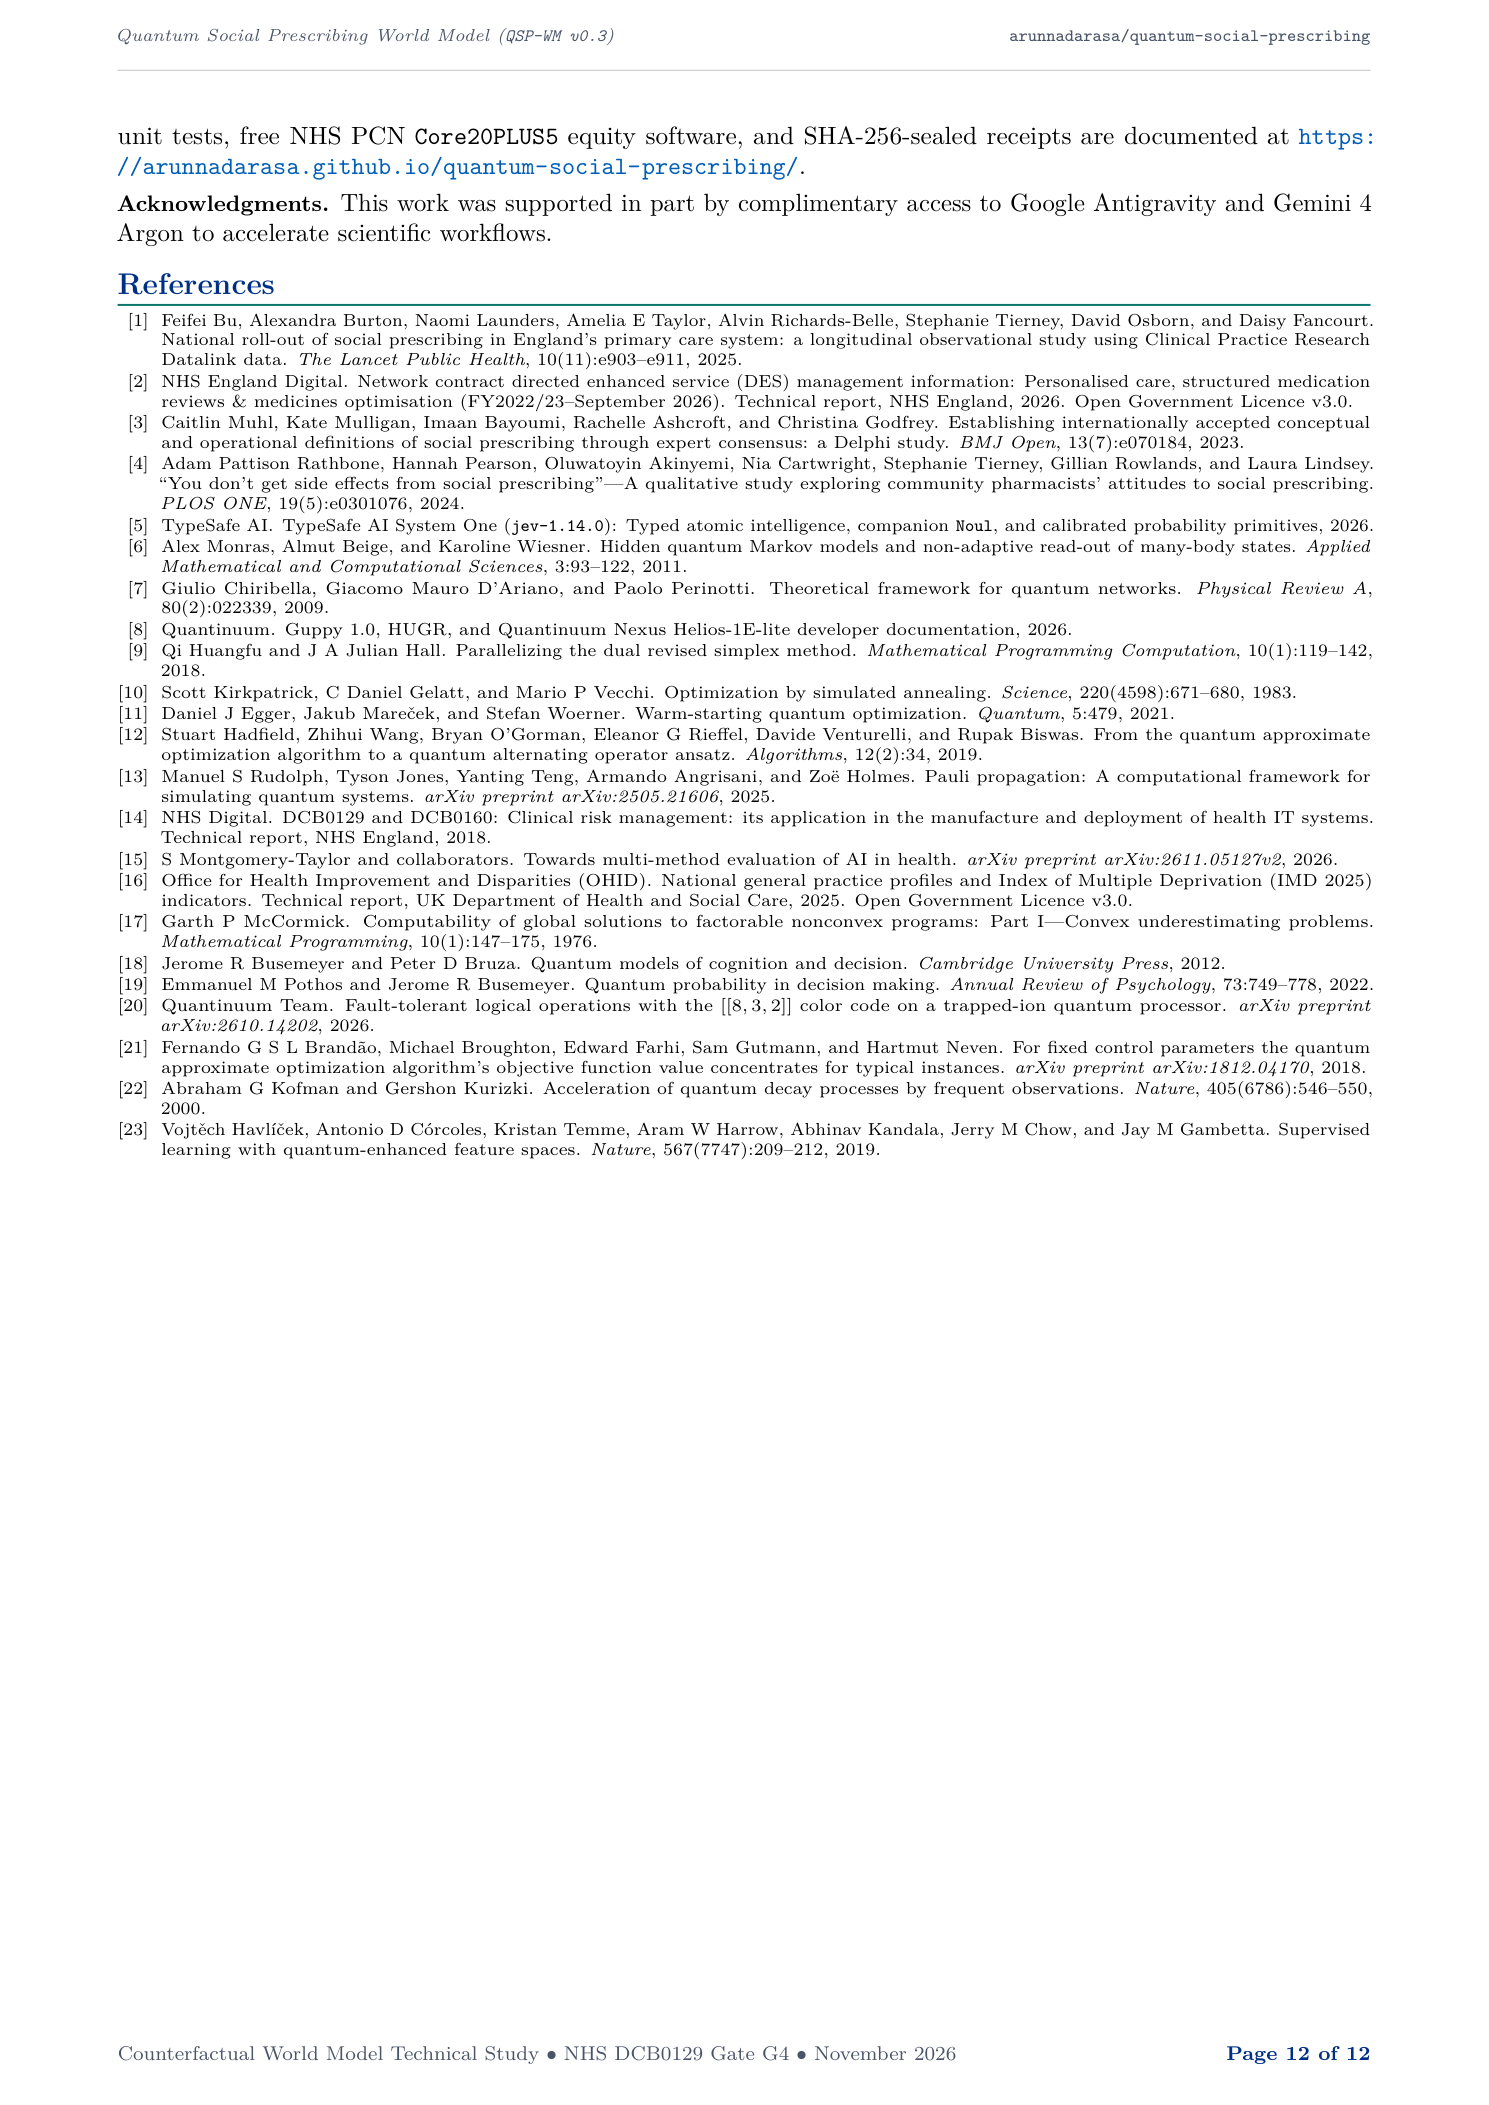 Quantum Social Prescribing World Model (QSP-WM v0.3)
arunnadarasa/quantum-social-prescribing
unit tests, free NHS PCN Core20PLUS5 equity software, and SHA-256-sealed receipts are documented at https:
//arunnadarasa.github.io/quantum-social-prescribing/.
Acknowledgments. This work was supported in part by complimentary access to Google Antigravity and Gemini 4
Argon to accelerate scientific workflows.
References
[1] Feifei Bu, Alexandra Burton, Naomi Launders, Amelia E Taylor, Alvin Richards-Belle, Stephanie Tierney, David Osborn, and Daisy Fancourt.
National roll-out of social prescribing in England's primary care system: a longitudinal observational study using Clinical Practice Research
Datalink data. The Lancet Public Health, 10(11):e903–e911, 2025.
[2] NHS England Digital. Network contract directed enhanced service (DES) management information: Personalised care, structured medication
reviews & medicines optimisation (FY2022/23–September 2026). Technical report, NHS England, 2026. Open Government Licence v3.0.
[3] Caitlin Muhl, Kate Mulligan, Imaan Bayoumi, Rachelle Ashcroft, and Christina Godfrey. Establishing internationally accepted conceptual
and operational definitions of social prescribing through expert consensus: a Delphi study. BMJ Open, 13(7):e070184, 2023.
[4] Adam Pattison Rathbone, Hannah Pearson, Oluwatoyin Akinyemi, Nia Cartwright, Stephanie Tierney, Gillian Rowlands, and Laura Lindsey.
“You don't get side effects from social prescribing”—A qualitative study exploring community pharmacists' attitudes to social prescribing.
PLOS ONE, 19(5):e0301076, 2024.
[5] TypeSafe AI. TypeSafe AI System One (jev-1.14.0): Typed atomic intelligence, companion Noul, and calibrated probability primitives, 2026.
[6] Alex Monras, Almut Beige, and Karoline Wiesner. Hidden quantum Markov models and non-adaptive read-out of many-body states. Applied
Mathematical and Computational Sciences, 3:93–122, 2011.
[7] Giulio Chiribella, Giacomo Mauro D'Ariano, and Paolo Perinotti. Theoretical framework for quantum networks. Physical Review A,
80(2):022339, 2009.
[8] Quantinuum. Guppy 1.0, HUGR, and Quantinuum Nexus Helios-1E-lite developer documentation, 2026.
[9] Qi Huangfu and J A Julian Hall. Parallelizing the dual revised simplex method. Mathematical Programming Computation, 10(1):119–142,
2018.
[10] Scott Kirkpatrick, C Daniel Gelatt, and Mario P Vecchi. Optimization by simulated annealing. Science, 220(4598):671–680, 1983.
[11] Daniel J Egger, Jakub Mareček, and Stefan Woerner. Warm-starting quantum optimization. Quantum, 5:479, 2021.
[12] Stuart Hadfield, Zhihui Wang, Bryan O'Gorman, Eleanor G Rieffel, Davide Venturelli, and Rupak Biswas. From the quantum approximate
optimization algorithm to a quantum alternating operator ansatz. Algorithms, 12(2):34, 2019.
[13] Manuel S Rudolph, Tyson Jones, Yanting Teng, Armando Angrisani, and Zoë Holmes. Pauli propagation: A computational framework for
simulating quantum systems. arXiv preprint arXiv:2505.21606, 2025.
[14] NHS Digital. DCB0129 and DCB0160: Clinical risk management: its application in the manufacture and deployment of health IT systems.
Technical report, NHS England, 2018.
[15] S Montgomery-Taylor and collaborators. Towards multi-method evaluation of AI in health. arXiv preprint arXiv:2611.05127v2, 2026.
[16] Office for Health Improvement and Disparities (OHID). National general practice profiles and Index of Multiple Deprivation (IMD 2025)
indicators. Technical report, UK Department of Health and Social Care, 2025. Open Government Licence v3.0.
[17] Garth P McCormick. Computability of global solutions to factorable nonconvex programs: Part I—Convex underestimating problems.
Mathematical Programming, 10(1):147–175, 1976.
[18] Jerome R Busemeyer and Peter D Bruza. Quantum models of cognition and decision. Cambridge University Press, 2012.
[19] Emmanuel M Pothos and Jerome R Busemeyer. Quantum probability in decision making. Annual Review of Psychology, 73:749–778, 2022.
[20] Quantinuum Team. Fault-tolerant logical operations with the [[8, 3, 2]] color code on a trapped-ion quantum processor. arXiv preprint
arXiv:2610.14202, 2026.
[21] Fernando G S L Brandão, Michael Broughton, Edward Farhi, Sam Gutmann, and Hartmut Neven. For fixed control parameters the quantum
approximate optimization algorithm's objective function value concentrates for typical instances. arXiv preprint arXiv:1812.04170, 2018.
[22] Abraham G Kofman and Gershon Kurizki. Acceleration of quantum decay processes by frequent observations. Nature, 405(6786):546–550,
2000.
[23] Vojtěch Havlíček, Antonio D Córcoles, Kristan Temme, Aram W Harrow, Abhinav Kandala, Jerry M Chow, and Jay M Gambetta. Supervised
learning with quantum-enhanced feature spaces. Nature, 567(7747):209–212, 2019.
Counterfactual World Model Technical Study • NHS DCB0129 Gate G4 • November 2026
Page 12 of 12